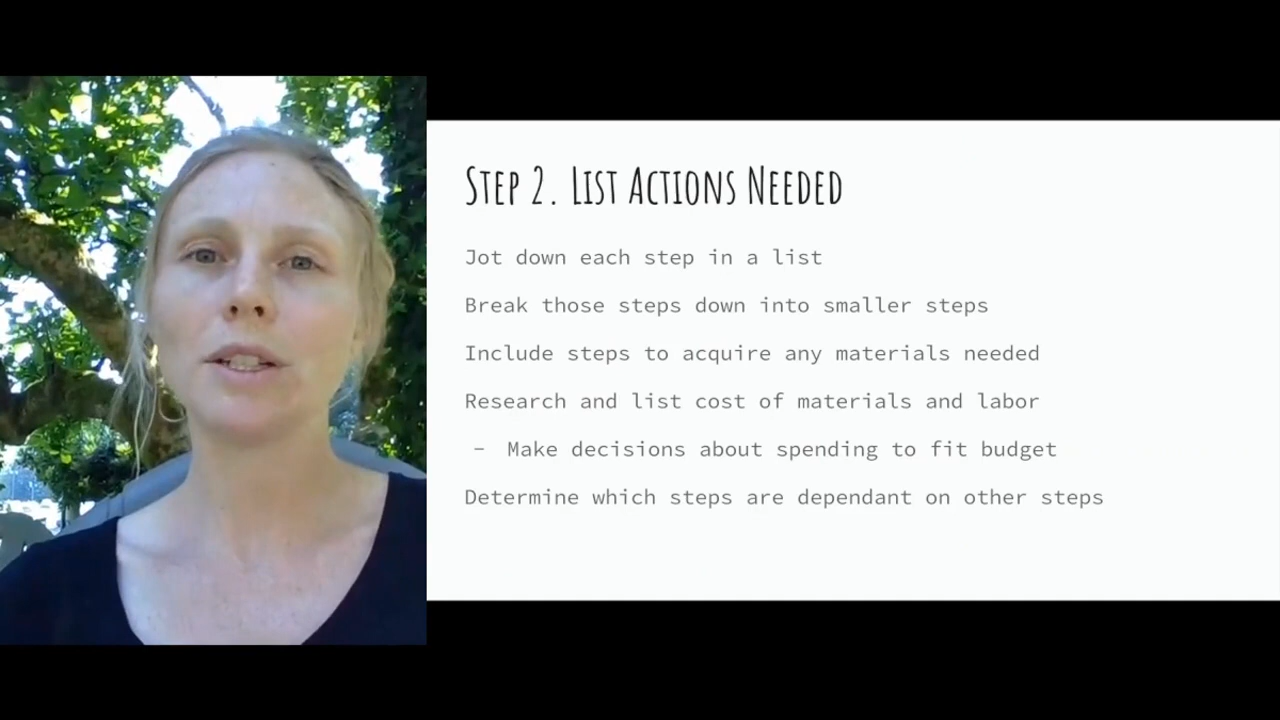 Step 2. List Actions Needed
Jot down each step in a list
Break those steps down into smaller steps
Include steps to acquire any materials needed
Research and list cost of materials and labor
- Make decisions about spending to fit budget
Determine which steps are dependant on other steps